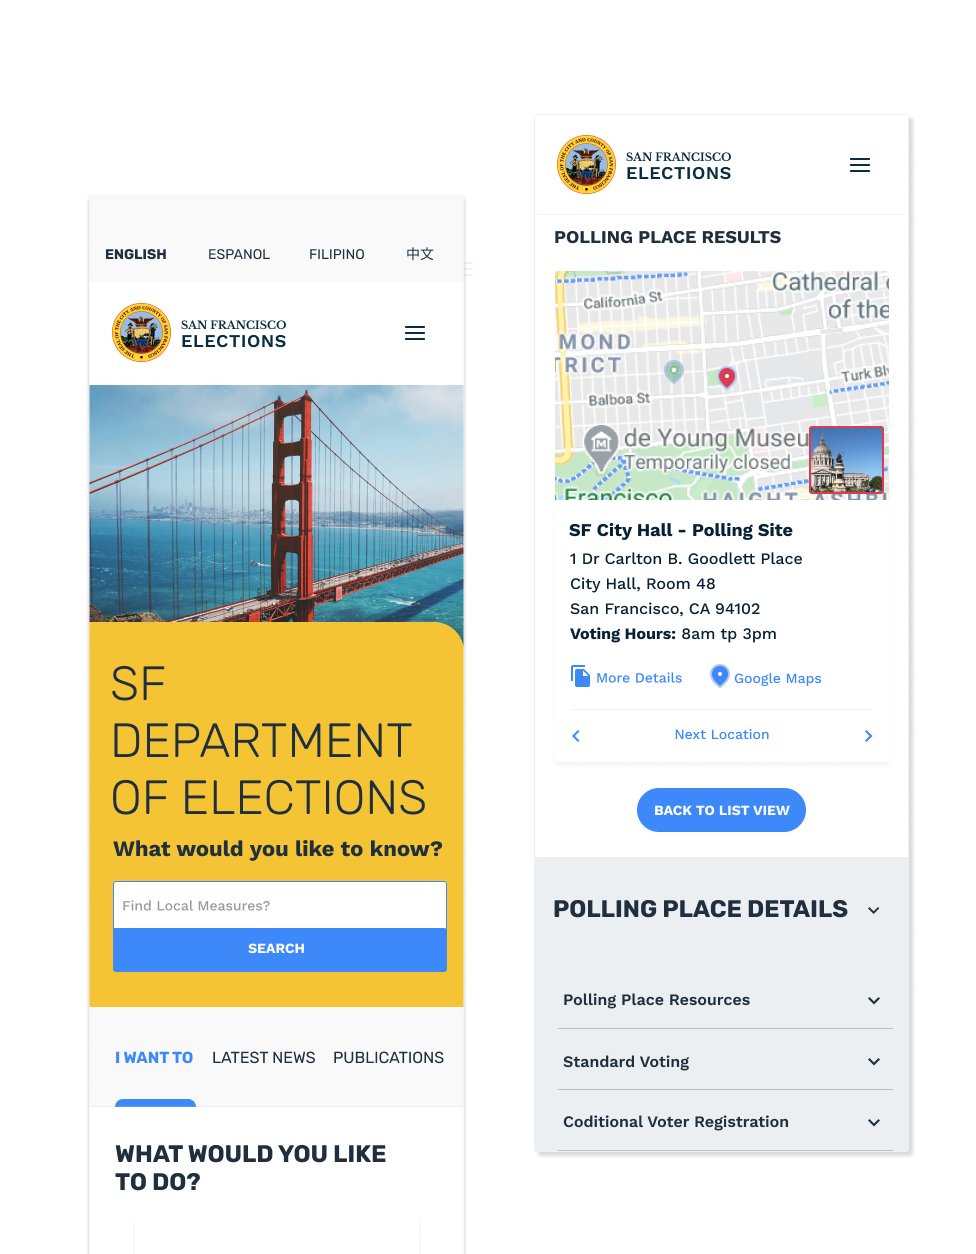 ENGLISH ESPANOL FILIPINO 中文
SAN FRANCISCO
ELECTIONS
SF
DEPARTMENT
OF ELECTIONS
What would you like to know?
Find Local Measures?
SEARCH
I WANT TO LATEST NEWS PUBLICATIONS
WHAT WOULD YOU LIKE
TO DO?
SAN FRANCISCO
ELECTIONS
POLLING PLACE RESULTS
Cathedral
of the
California St
MOND
TRICT
Turk Blv
Balboa St
de Young Museu
Temporarily closed
Francisco
HAIGHT-ASHB
SF City Hall - Polling Site
1 Dr Carlton B. Goodlett Place
City Hall, Room 48
San Francisco, CA 94102
Voting Hours: 8am tp 3pm
More Details Google Maps
Next Location
BACK TO LIST VIEW
POLLING PLACE DETAILS
Polling Place Resources
Standard Voting
Coditional Voter Registration